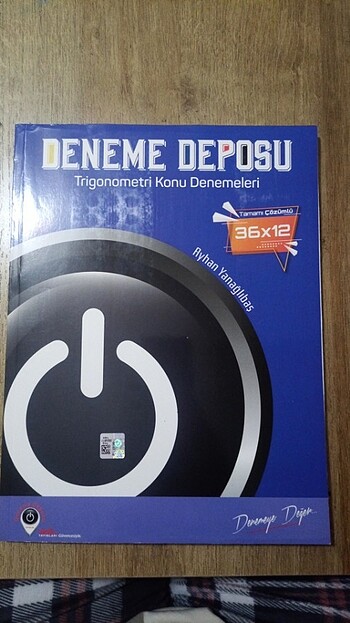 DENEME DEPOSU
Trigonometri Konu Denemeleri
Tamamı Çözümlü
36x12
Ayhan Yanağlıbaş
Denemeye Değer